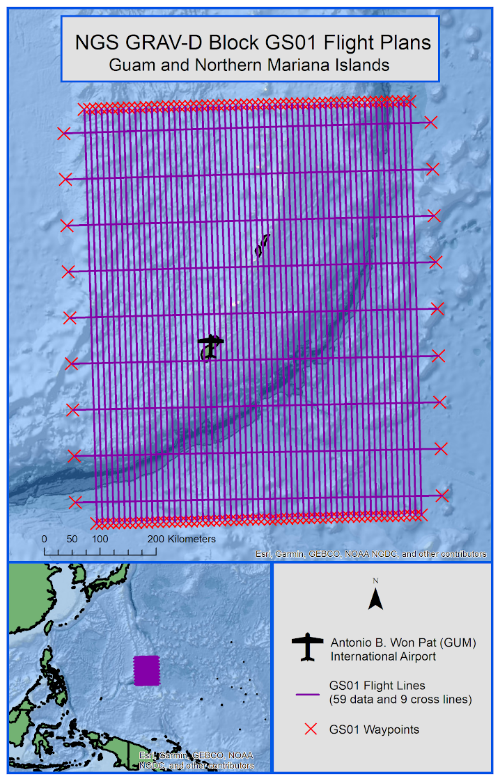 NGS GRAV-D Block GS01 Flight Plans
Guam and Northern Mariana Islands
0 50 100 200 Kilometers
Esri, Garmin, GEBCO, NOAA NGDC, and other contributors
Esri, Garmin, GEBCO, NOAA
NGDC, and other contributors
N
Antonio B. Won Pat (GUM)
International Airport
GS01 Flight Lines
(59 data and 9 cross lines)
GS01 Waypoints